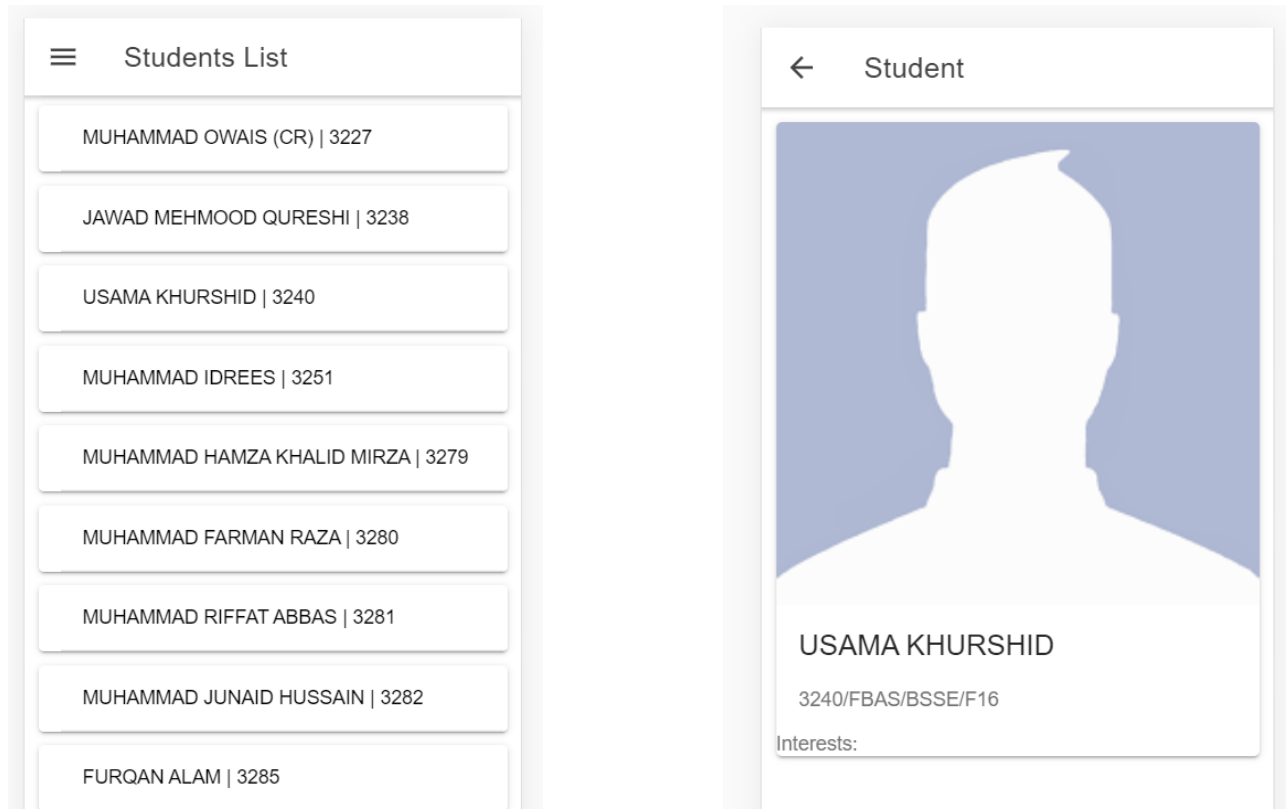 Students List
MUHAMMAD OWAIS (CR) | 3227
JAWAD MEHMOOD QURESHI | 3238
USAMA KHURSHID | 3240
MUHAMMAD IDREES | 3251
MUHAMMAD HAMZA KHALID MIRZA | 3279
MUHAMMAD FARMAN RAZA | 3280
MUHAMMAD RIFFAT ABBAS | 3281
MUHAMMAD JUNAID HUSSAIN | 3282
FURQAN ALAM | 3285
Student
USAMA KHURSHID
3240/FBAS/BSSE/F16
Interests: